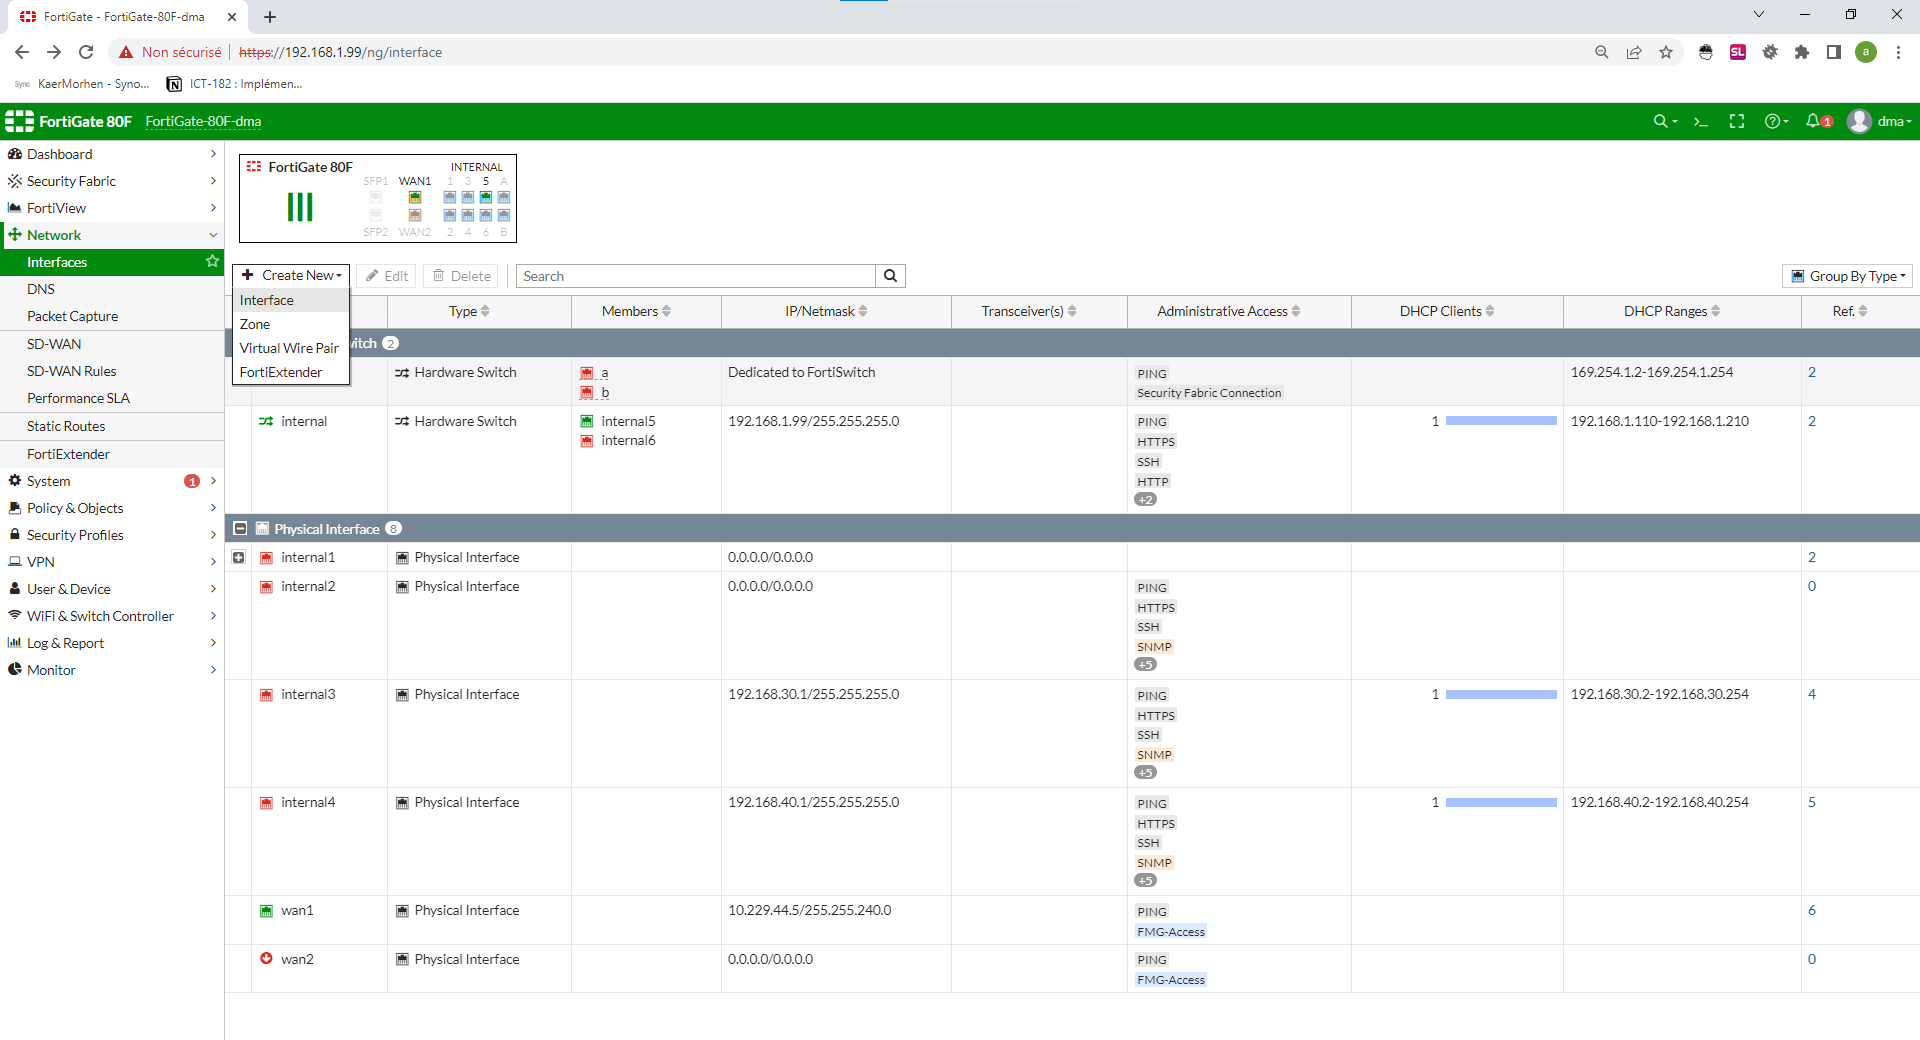 FortiGate - FortiGate-80F-dma
Non sécurisé https://192.168.1.99/ng/interface
SL
a
Sync KaerMorhen - Syno...
ICT-182 : Implémen...
FortiGate 80F FortiGate-80F-dma
1 dma
Dashboard
Security Fabric
FortiView
Network
Interfaces
DNS
Packet Capture
SD-WAN
SD-WAN Rules
Performance SLA
Static Routes
FortiExtender
System 1
Policy & Objects
Security Profiles
VPN
User & Device
WiFi & Switch Controller
Log & Report
Monitor
FortiGate 80F INTERNAL
SFP1 WAN1 1 3 5 A
SFP2 WAN2 2 4 6 B
Create New Edit Delete Search Group By Type
Interface
Zone
Virtual Wire Pair
FortiExtender
Type Members IP/Netmask Transceiver(s) Administrative Access DHCP Clients DHCP Ranges Ref.
witch 2
Hardware Switch a Dedicated to FortiSwitch PING 169.254.1.2-169.254.1.254 2
b Security Fabric Connection
internal Hardware Switch internal5 192.168.1.99/255.255.255.0 PING 1 192.168.1.110-192.168.1.210 2
internal6 HTTPS
SSH
HTTP
+2
Physical Interface 8
internal1 Physical Interface 0.0.0.0/0.0.0.0 2
internal2 Physical Interface 0.0.0.0/0.0.0.0 PING 0
HTTPS
SSH
SNMP
+5
internal3 Physical Interface 192.168.30.1/255.255.255.0 PING 1 192.168.30.2-192.168.30.254 4
HTTPS
SSH
SNMP
+5
internal4 Physical Interface 192.168.40.1/255.255.255.0 PING 1 192.168.40.2-192.168.40.254 5
HTTPS
SSH
SNMP
+5
wan1 Physical Interface 10.229.44.5/255.255.240.0 PING 6
FMG-Access
wan2 Physical Interface 0.0.0.0/0.0.0.0 PING 0
FMG-Access